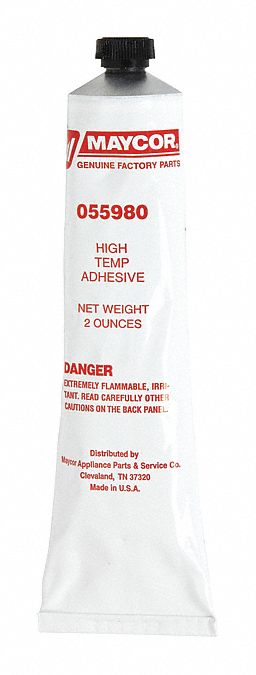 MAYCOR®
GENUINE FACTORY PARTS
055980
HIGH
TEMP
ADHESIVE
NET WEIGHT
2 OUNCES
DANGER
EXTREMELY FLAMMABLE, IRRI-
TANT. READ CAREFULLY OTHER
CAUTIONS ON THE BACK PANEL.
Distributed by
Maycor Appliance Parts & Service Co.
Clevaland, TN 37320
Made in U.S.A.